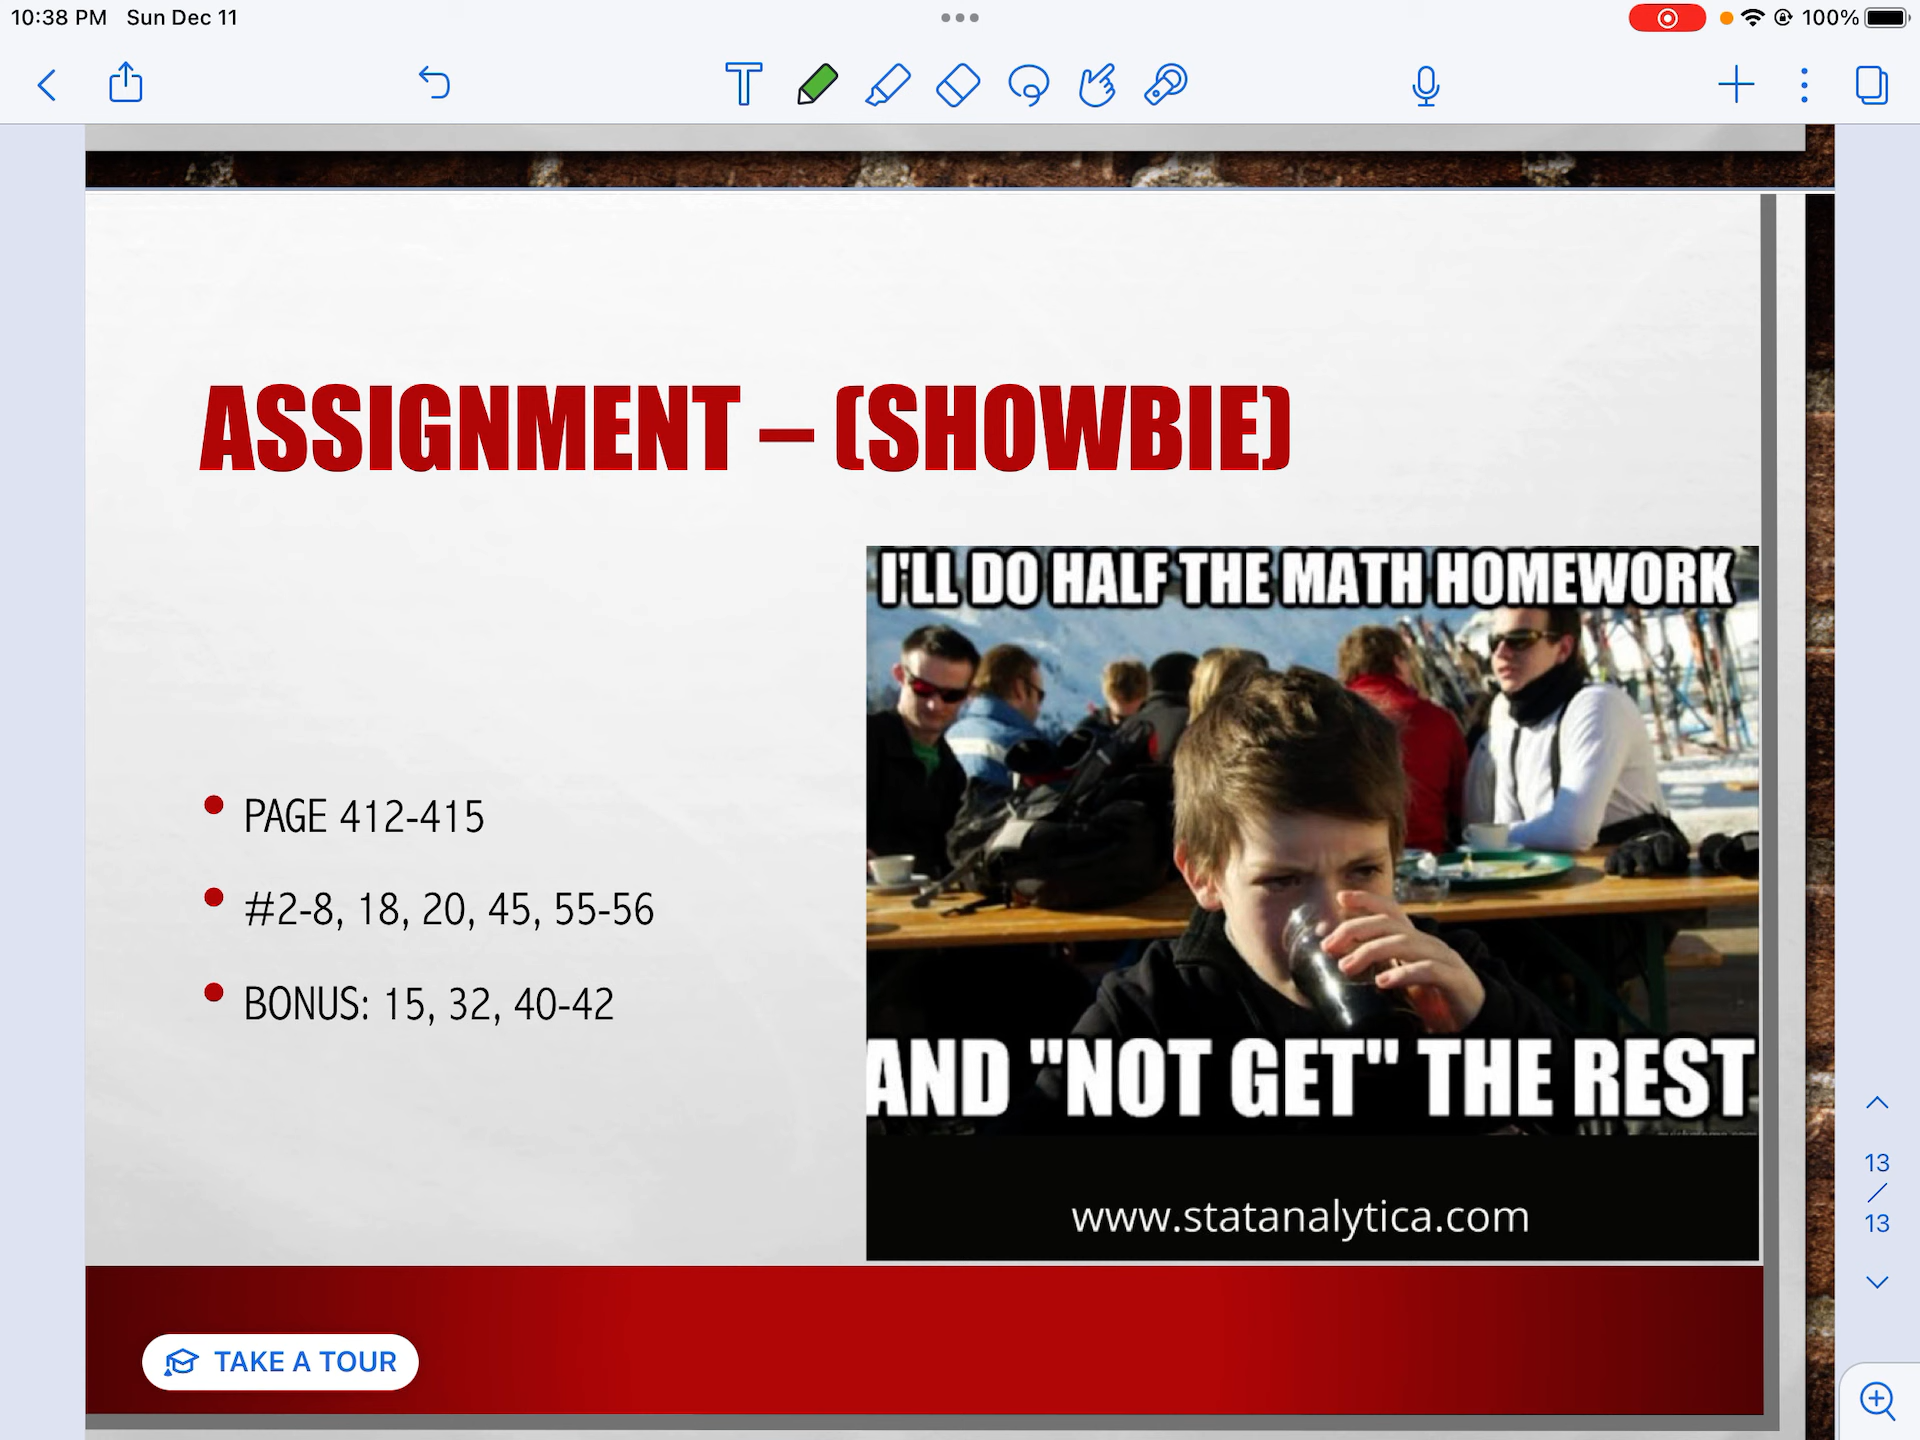 10:38 PM Sun Dec 11
100%
ASSIGNMENT – (SHOWBIE)
PAGE 412-415
#2-8, 18, 20, 45, 55-56
BONUS: 15, 32, 40-42
I'LL DO HALF THE MATH HOMEWORK
AND "NOT GET" THE REST
www.statanalytica.com
13
/
13
TAKE A TOUR